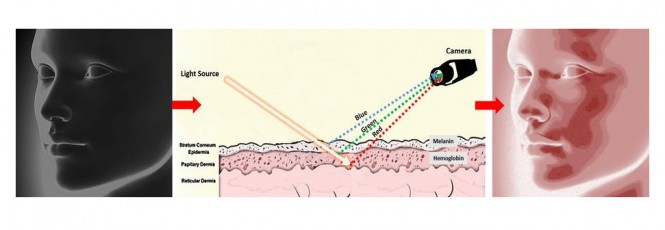 Camera
Light Source
Blue
Green
Red
Stratum Corneum
Epidermis
Melanin
Papillary Dermis
Hemoglobin
Reticular Dermis